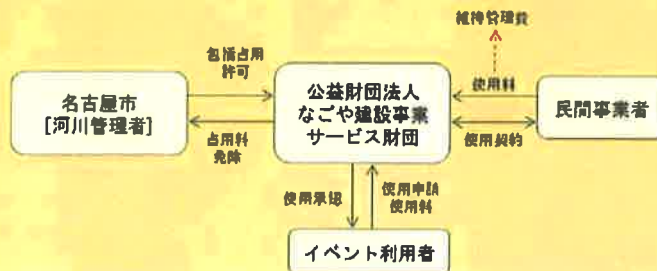 維持管理費
包括占用
許可
使用料
名古屋市
[河川管理者]
公益財団法人
なごや建設事業
サービス財団
民間事業者
占用料
免除
使用契約
使用承認
使用申請
使用料
イベント利用者